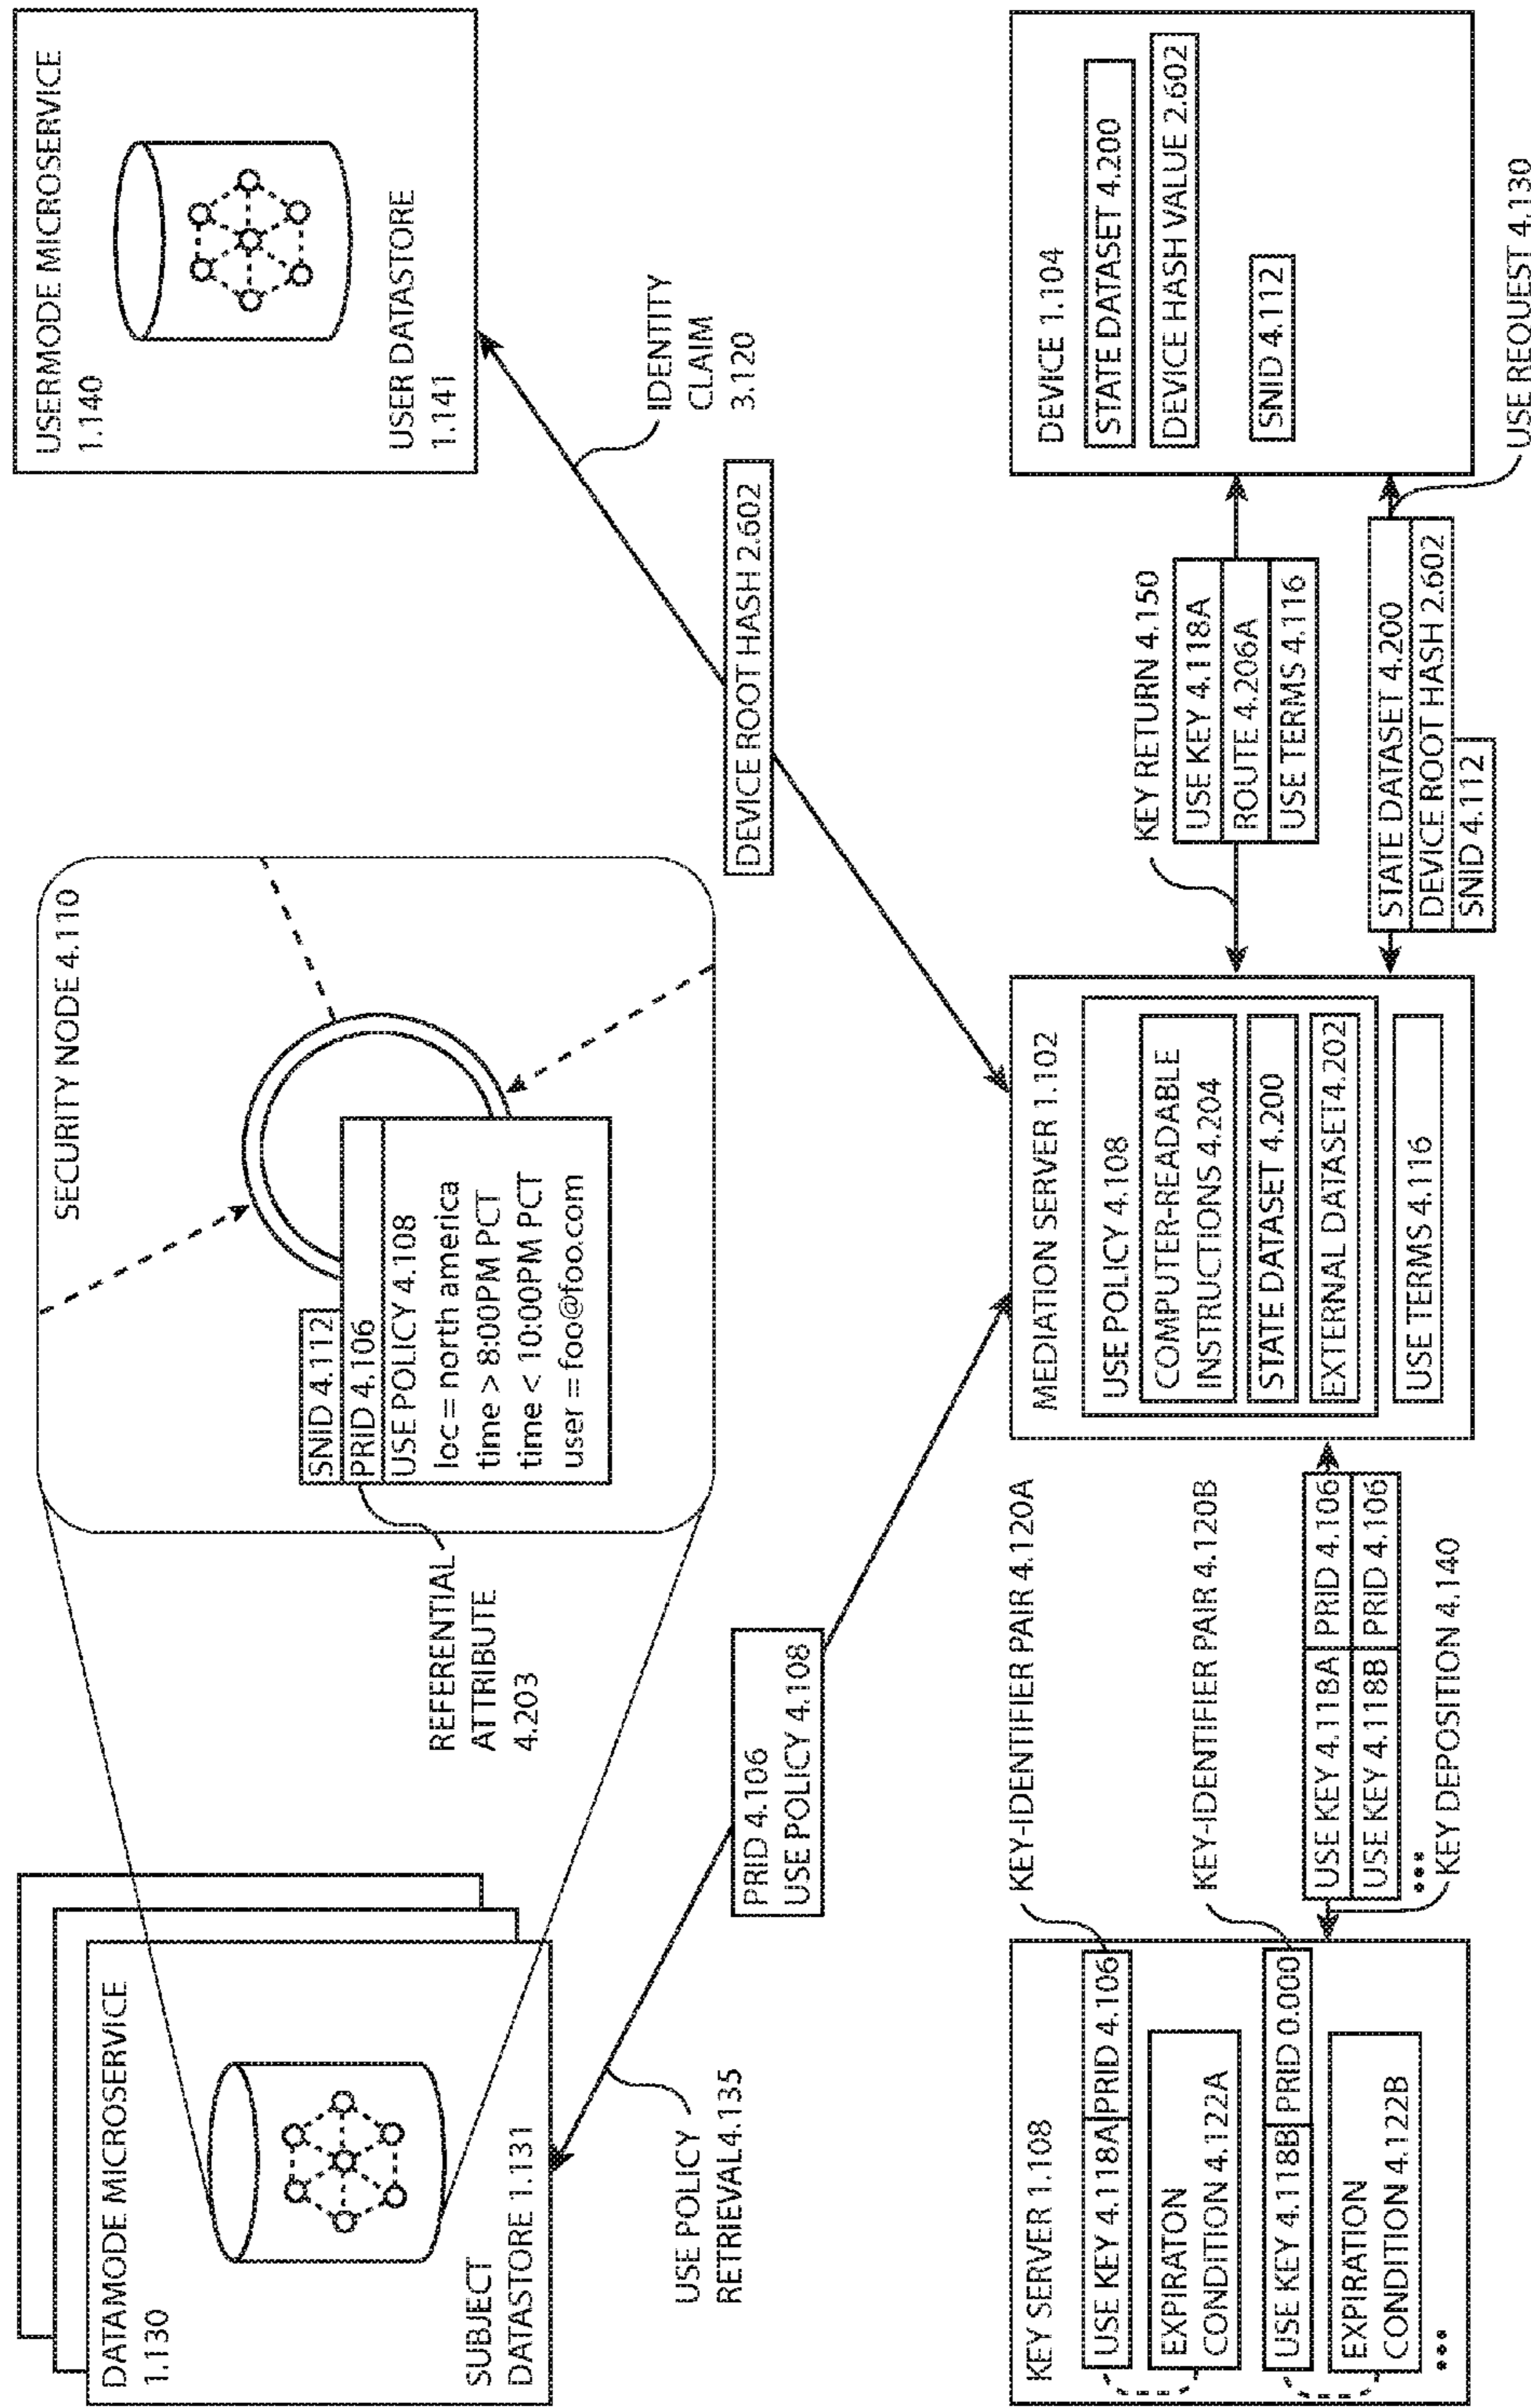 DATAMODE MICROSERVICE
1.130
SUBJECT
DATASTORE 1.131
SECURITY NODE 4.110
SNID 4.112
PRID 4.106
USE POLICY 4.108
loc = north america
time > 8:00PM PCT
time < 10:00PM PCT
user = foo@foo.com
REFERENTIAL
ATTRIBUTE
4.203
USERMODE MICROSERVICE
1.140
USER DATASTORE
1.141
USE POLICY
RETRIEVAL4.135
PRID 4.106
USE POLICY 4.108
DEVICE ROOT HASH 2.602
IDENTITY
CLAIM
3.120
KEY SERVER 1.108
USE KEY 4.118A PRID 4.106
EXPIRATON
CONDITION 4.122A
USE KEY 4.118B PRID 0.000
EXPIRATION
CONDITION 4.122B
...
KEY-IDENTIFIER PAIR 4.120A
KEY-IDENTIFIER PAIR 4.120B
USE KEY 4.118A PRID 4.106
USE KEY 4.118B PRID 4.106
...
KEY DEPOSITION 4.140
MEDIATION SERVER 1.102
USE POLICY 4.108
COMPUTER-READABLE
INSTRUCTIONS 4.204
STATE DATASET 4.200
EXTERNAL DATASET4.202
USE TERMS 4.116
KEY RETURN 4.150
USE KEY 4.118A
ROUTE 4.206A
USE TERMS 4.116
STATE DATASET 4.200
DEVICE ROOT HASH 2.602
SNID 4.112
DEVICE 1.104
STATE DATASET 4.200
DEVICE HASH VALUE 2.602
SNID 4.112
USE REQUEST 4.130